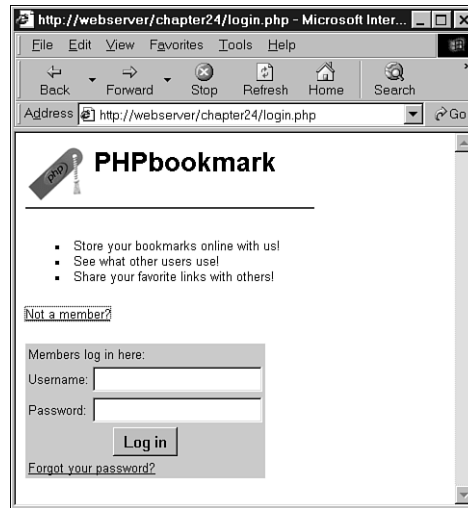 http://webserver/chapter24/login.php - Microsoft Inter...
File Edit View Favorites Tools Help
Back Forward Stop Refresh Home Search
Address http://webserver/chapter24/login.php Go
php
PHPbookmark
Store your bookmarks online with us!
See what other users use!
Share your favorite links with others!
Not a member?
Members log in here:
Username:
Password:
Log in
Forgot your password?